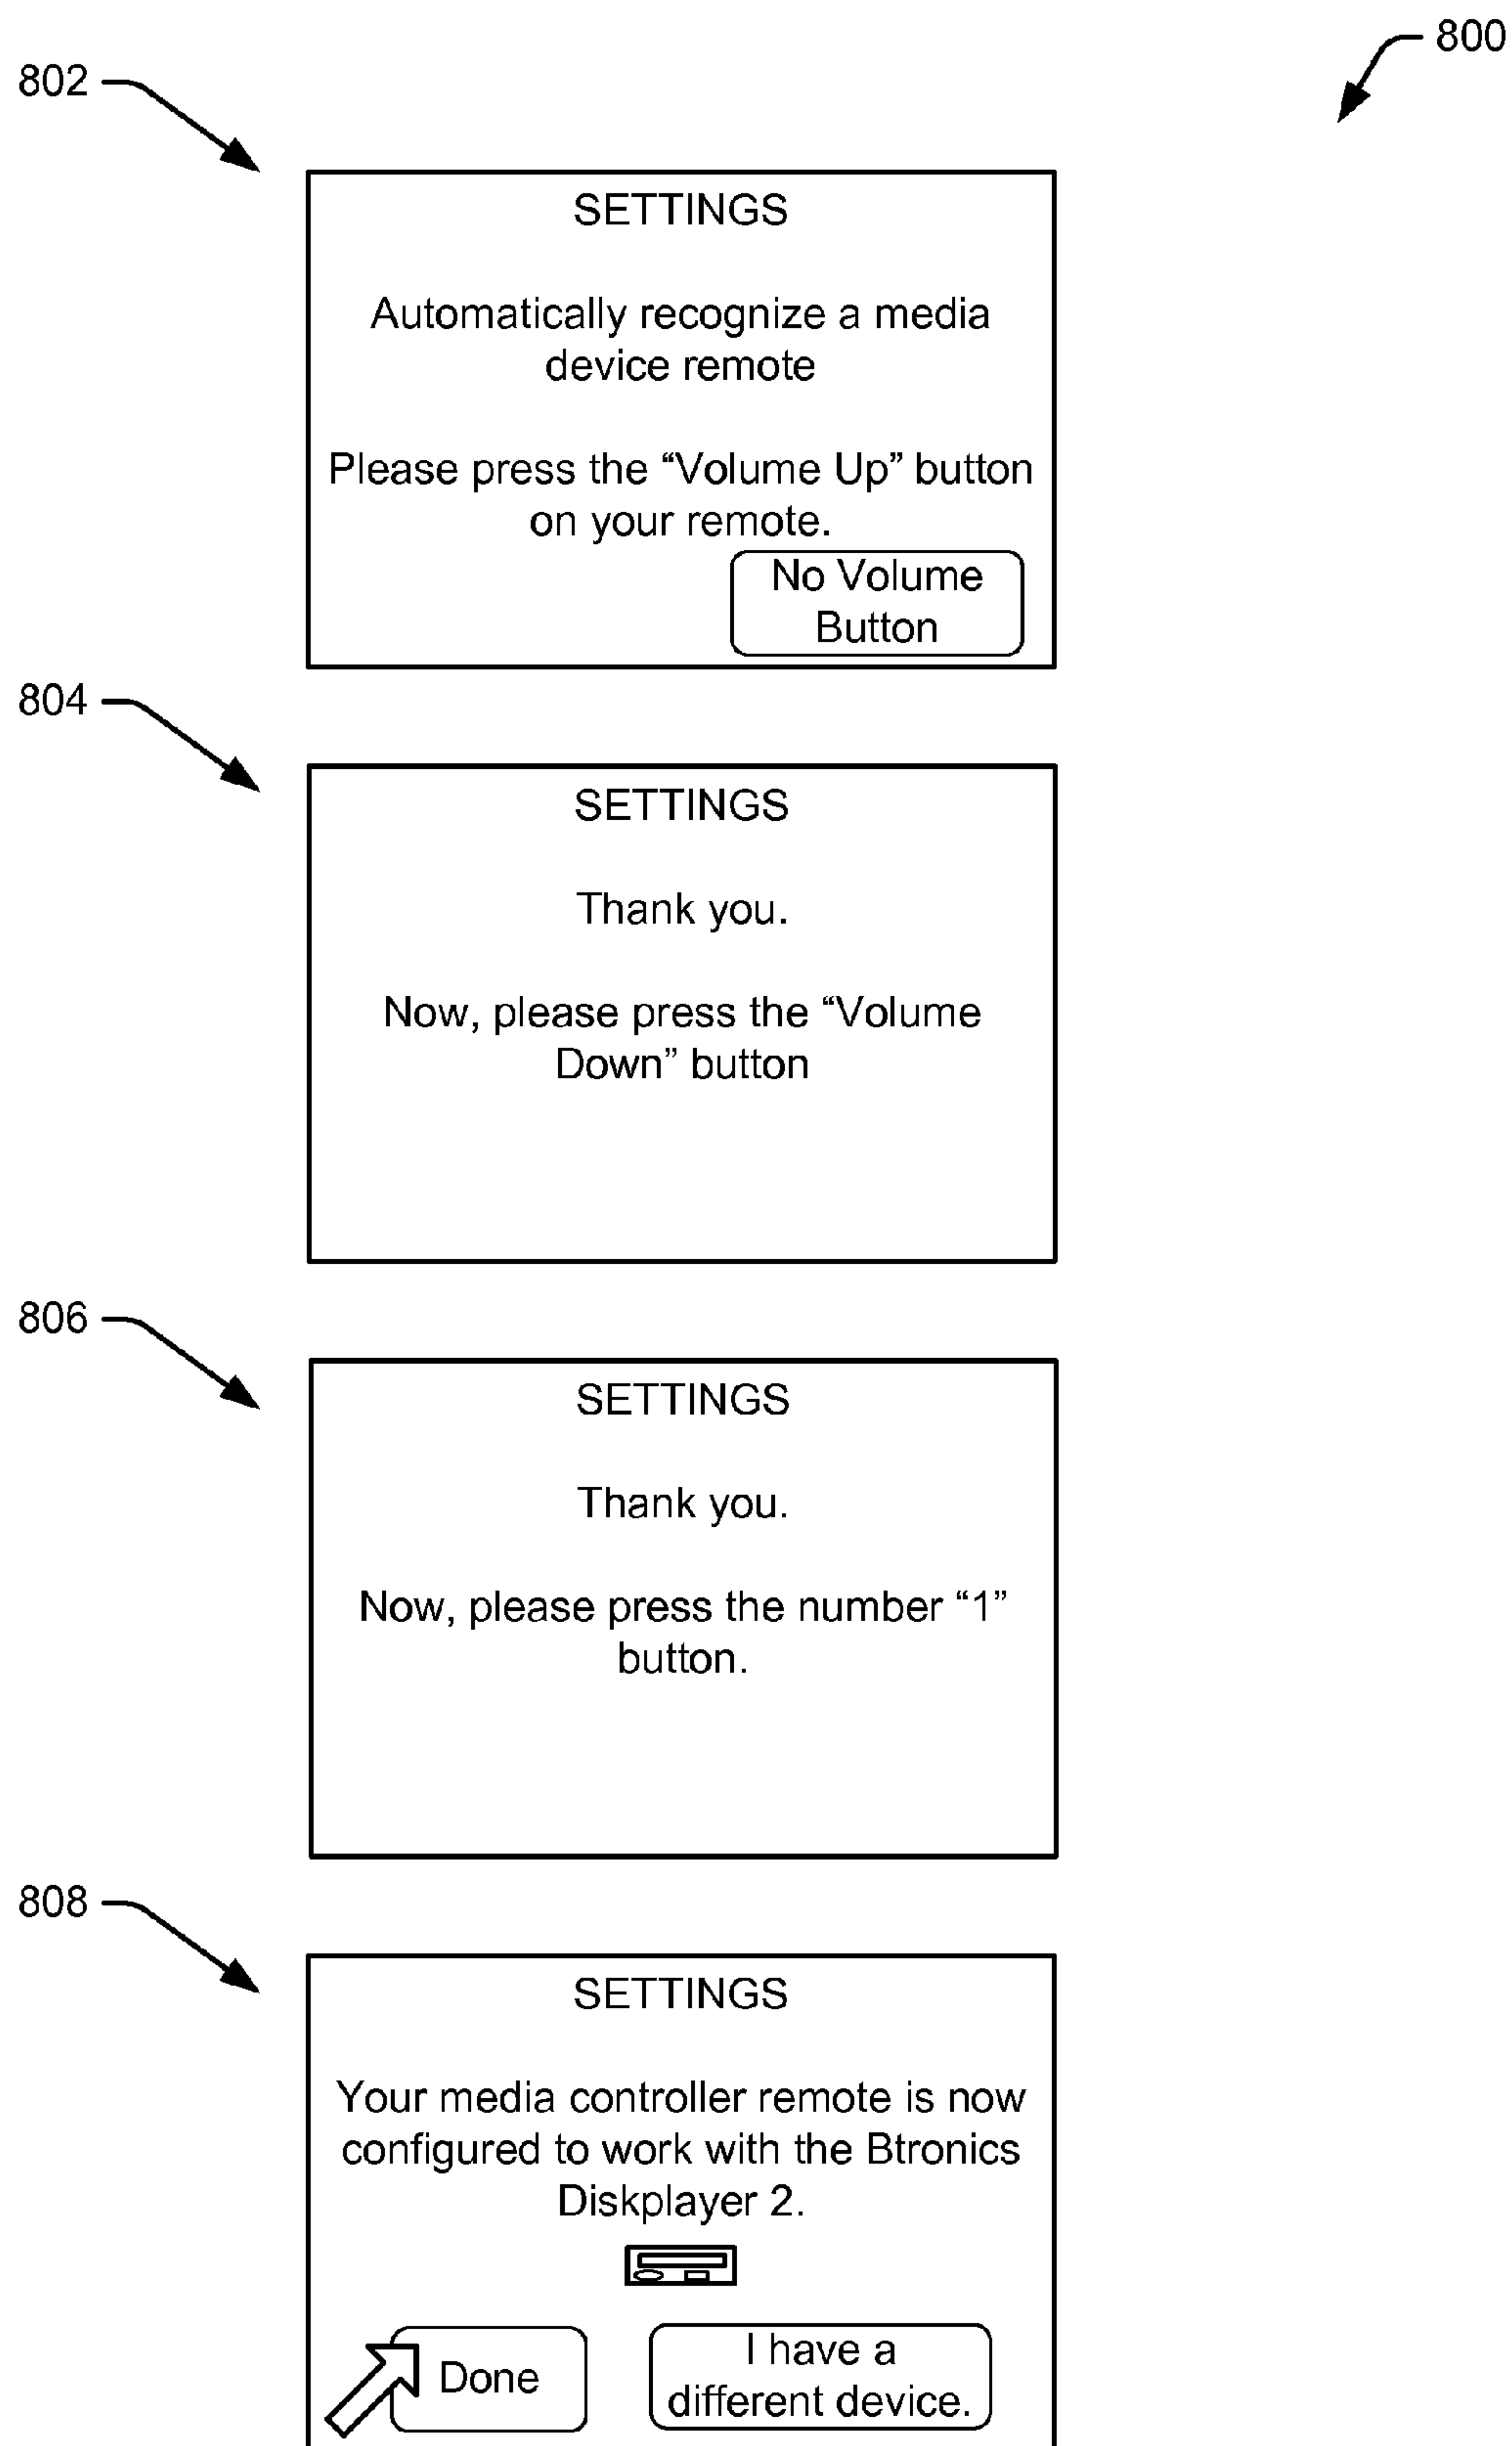 800
802
SETTINGS
Automatically recognize a media
device remote
Please press the “Volume Up” button
on your remote.
No Volume
Button
804
SETTINGS
Thank you.
Now, please press the “Volume
Down” button
806
SETTINGS
Thank you.
Now, please press the number “1”
button.
808
SETTINGS
Your media controller remote is now
configured to work with the Btronics
Diskplayer 2.
Done
I have a
different device.